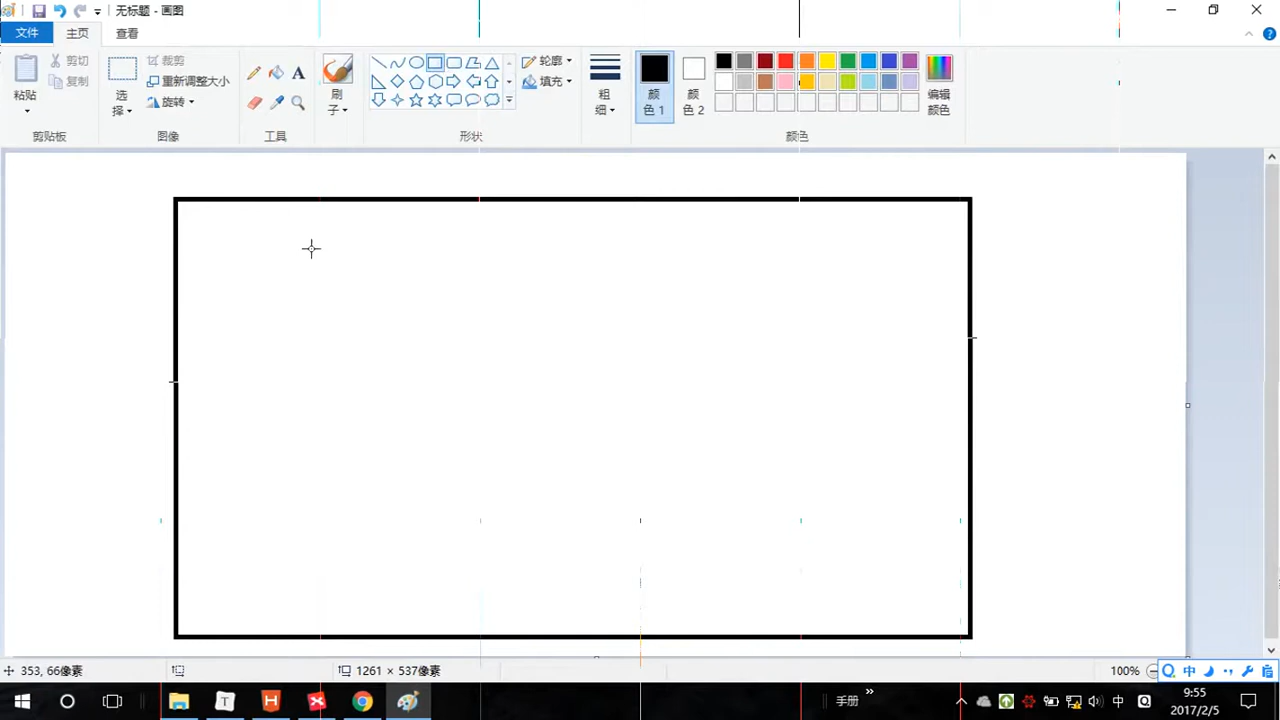 无标题 - 画图
文件 主页 查看
粘贴
剪切
复制
剪贴板
选择
裁剪
重新调整大小
旋转
图像
A
工具
刷子
形状
轮廓
填充
粗细
颜色 1
颜色 2
编辑颜色
颜色
353, 66像素
1261 × 537像素
100%
中
手册
中
9:55
2017/2/5